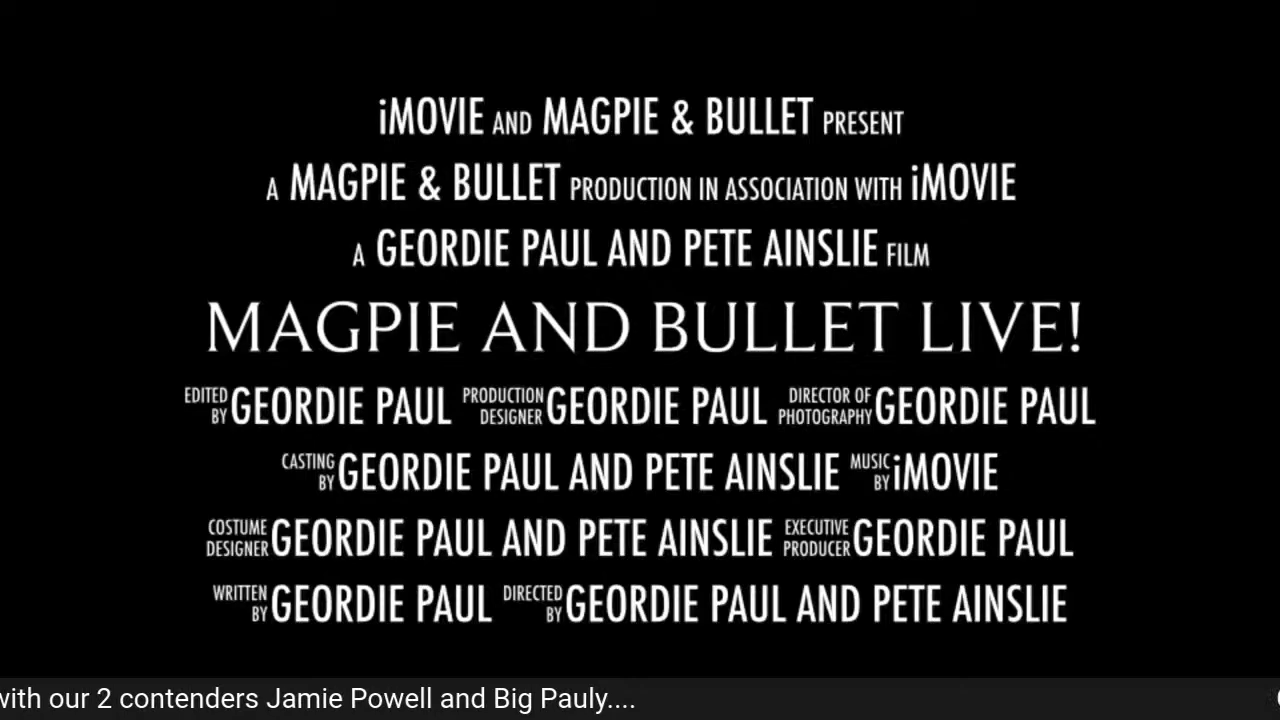 iMOVIE AND MAGPIE & BULLET PRESENT
A MAGPIE & BULLET PRODUCTION IN ASSOCIATION WITH iMOVIE
A GEORDIE PAUL AND PETE AINSLIE FILM
MAGPIE AND BULLET LIVE!
EDITED BY GEORDIE PAUL PRODUCTION DESIGNER GEORDIE PAUL DIRECTOR OF PHOTOGRAPHY GEORDIE PAUL
CASTING BY GEORDIE PAUL AND PETE AINSLIE MUSIC BY iMOVIE
COSTUME DESIGNER GEORDIE PAUL AND PETE AINSLIE EXECUTIVE PRODUCER GEORDIE PAUL
WRITTEN BY GEORDIE PAUL DIRECTED BY GEORDIE PAUL AND PETE AINSLIE
with our 2 contenders Jamie Powell and Big Pauly....